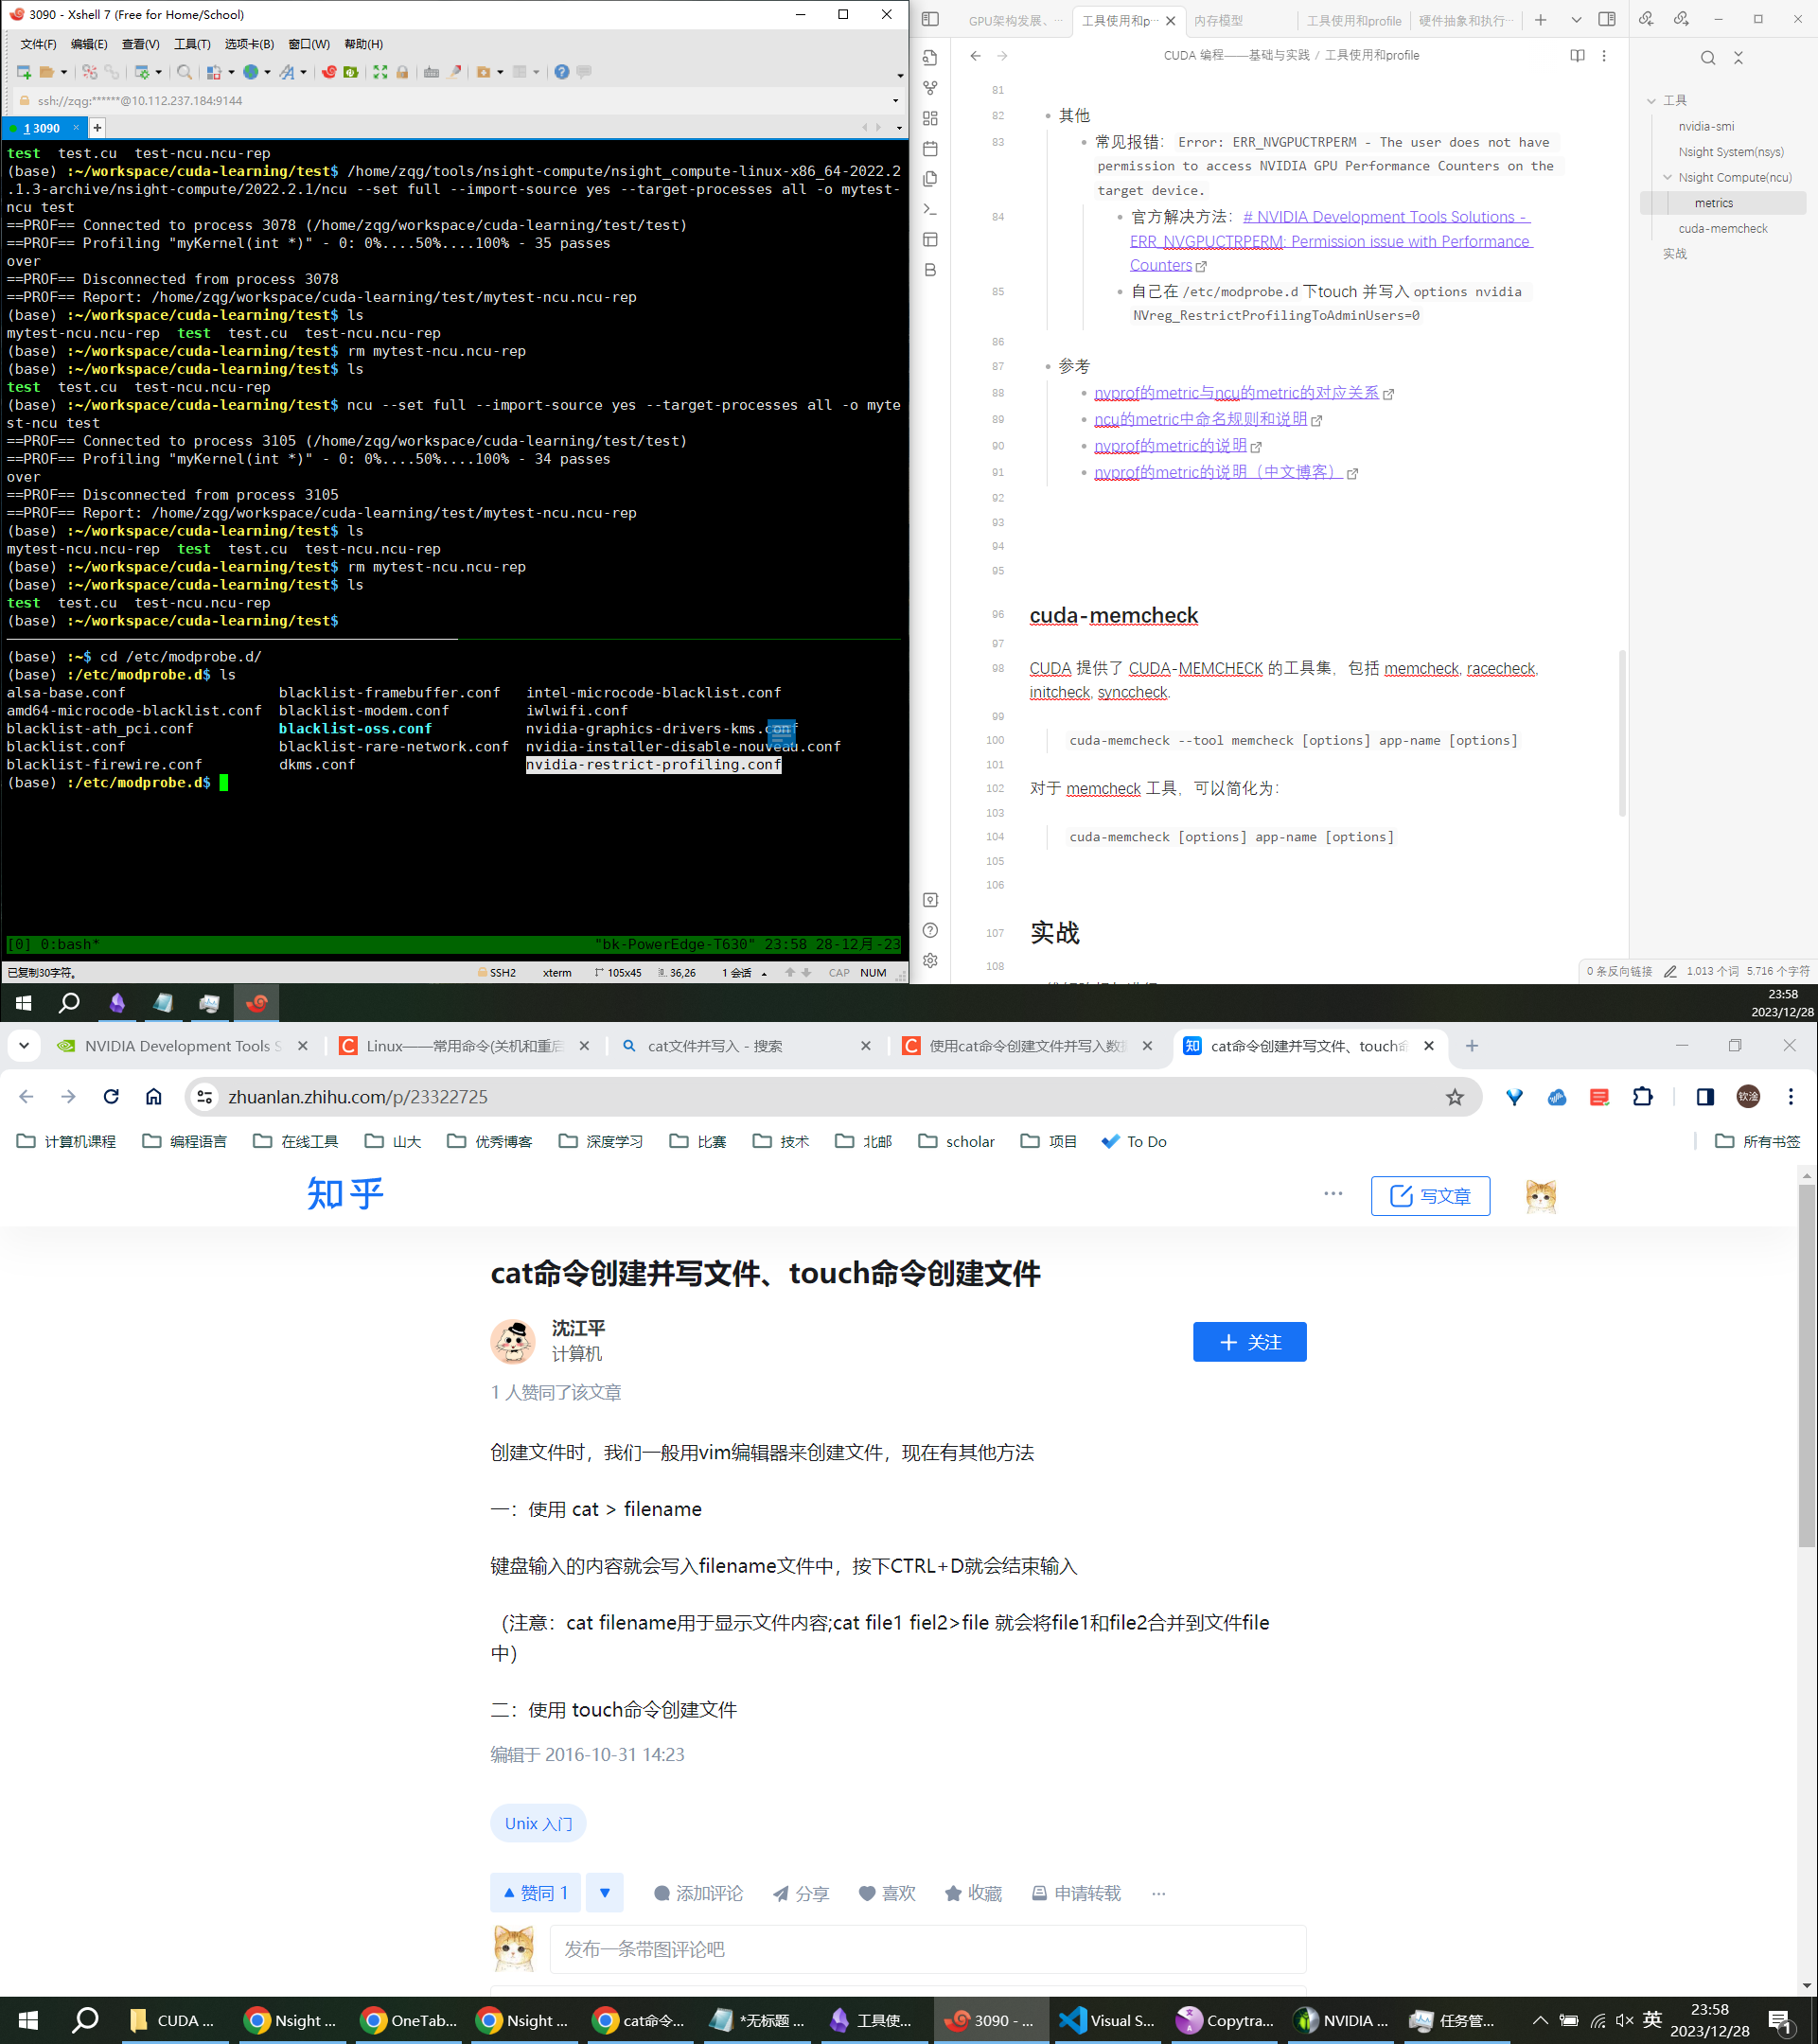 3090 - Xshell 7 (Free for Home/School)
文件(F) 编辑(E) 查看(V) 工具(T) 选项卡(B) 窗口(W) 帮助(H)
ssh://zqg:******@10.112.237.184:9144
1 3090
test  test.cu  test-ncu.ncu-rep
(base) :~/workspace/cuda-learning/test$ /home/zqg/tools/nsight-compute/nsight_compute-linux-x86_64-2022.2
.1.3-archive/nsight-compute/2022.2.1/ncu --set full --import-source yes --target-processes all -o mytest-
ncu test
==PROF== Connected to process 3078 (/home/zqg/workspace/cuda-learning/test/test)
==PROF== Profiling "myKernel(int *)" - 0: 0%....50%....100% - 35 passes
over
==PROF== Disconnected from process 3078
==PROF== Report: /home/zqg/workspace/cuda-learning/test/mytest-ncu.ncu-rep
(base) :~/workspace/cuda-learning/test$ ls
mytest-ncu.ncu-rep  test  test.cu  test-ncu.ncu-rep
(base) :~/workspace/cuda-learning/test$ rm mytest-ncu.ncu-rep
(base) :~/workspace/cuda-learning/test$ ls
test  test.cu  test-ncu.ncu-rep
(base) :~/workspace/cuda-learning/test$ ncu --set full --import-source yes --target-processes all -o myte
st-ncu test
==PROF== Connected to process 3105 (/home/zqg/workspace/cuda-learning/test/test)
==PROF== Profiling "myKernel(int *)" - 0: 0%....50%....100% - 34 passes
over
==PROF== Disconnected from process 3105
==PROF== Report: /home/zqg/workspace/cuda-learning/test/mytest-ncu.ncu-rep
(base) :~/workspace/cuda-learning/test$ ls
mytest-ncu.ncu-rep  test  test.cu  test-ncu.ncu-rep
(base) :~/workspace/cuda-learning/test$ rm mytest-ncu.ncu-rep
(base) :~/workspace/cuda-learning/test$ ls
test  test.cu  test-ncu.ncu-rep
(base) :~/workspace/cuda-learning/test$
(base) :~$ cd /etc/modprobe.d/
(base) :/etc/modprobe.d$ ls
alsa-base.conf  blacklist-framebuffer.conf  intel-microcode-blacklist.conf
amd64-microcode-blacklist.conf  blacklist-modem.conf  iwlwifi.conf
blacklist-ath_pci.conf  blacklist-oss.conf  nvidia-graphics-drivers-kms.conf
blacklist.conf  blacklist-rare-network.conf  nvidia-installer-disable-nouveau.conf
blacklist-firewire.conf  dkms.conf  nvidia-restrict-profiling.conf
(base) :/etc/modprobe.d$
[0] 0:bash* "bk-PowerEdge-T630" 23:58 28-12月-23
已复制30字符。 SSH2 xterm 105x45 36,26 1 会话 CAP NUM
GPU架构发展、… 工具使用和p… 内存模型 工具使用和profile 硬件抽象和执行…
CUDA 编程——基础与实践 / 工具使用和profile
81
82 其他
83 常见报错： Error: ERR_NVGPUCTRPERM - The user does not have
permission to access NVIDIA GPU Performance Counters on the
target device.
84 官方解决方法：# NVIDIA Development Tools Solutions -
ERR_NVGPUCTRPERM: Permission issue with Performance
Counters
85 自己在 /etc/modprobe.d 下touch 并写入 options nvidia
NVreg_RestrictProfilingToAdminUsers=0
86
87 参考
88 nvprof的metric与ncu的metric的对应关系
89 ncu的metric中命名规则和说明
90 nvprof的metric的说明
91 nvprof的metric的说明（中文博客）
92
93
94
95
96 cuda-memcheck
97
98 CUDA 提供了 CUDA-MEMCHECK 的工具集，包括 memcheck, racecheck,
initcheck, synccheck.
99
100 cuda-memcheck --tool memcheck [options] app-name [options]
101
102 对于 memcheck 工具，可以简化为：
103
104 cuda-memcheck [options] app-name [options]
105
106
107 实战
108
工具
nvidia-smi
Nsight System(nsys)
Nsight Compute(ncu)
metrics
cuda-memcheck
实战
0 条反向链接 1,013 个词 5,716 个字符
23:58
2023/12/28
NVIDIA Development Tools S Linux——常用命令(关机和重启 cat文件并写入 - 搜索 使用cat命令创建文件并写入数据 cat命令创建并写文件、touch命
zhuanlan.zhihu.com/p/23322725
钦淦
计算机课程 编程语言 在线工具 山大 优秀博客 深度学习 比赛 技术 北邮 scholar 项目 To Do 所有书签
知乎
写文章
cat命令创建并写文件、touch命令创建文件
沈江平
计算机
关注
1 人赞同了该文章
创建文件时，我们一般用vim编辑器来创建文件，现在有其他方法
一：使用 cat > filename
键盘输入的内容就会写入filename文件中，按下CTRL+D就会结束输入
（注意：cat filename用于显示文件内容;cat file1 fiel2>file 就会将file1和file2合并到文件file
中）
二：使用 touch命令创建文件
编辑于 2016-10-31 14:23
Unix 入门
赞同 1 添加评论 分享 喜欢 收藏 申请转载
发布一条带图评论吧
CUDA ... Nsight ... OneTab... Nsight ... cat命令... *无标题 ... 工具使... 3090 - ... Visual S... Copytra... NVIDIA ... 任务管... 英
23:58
2023/12/28
1